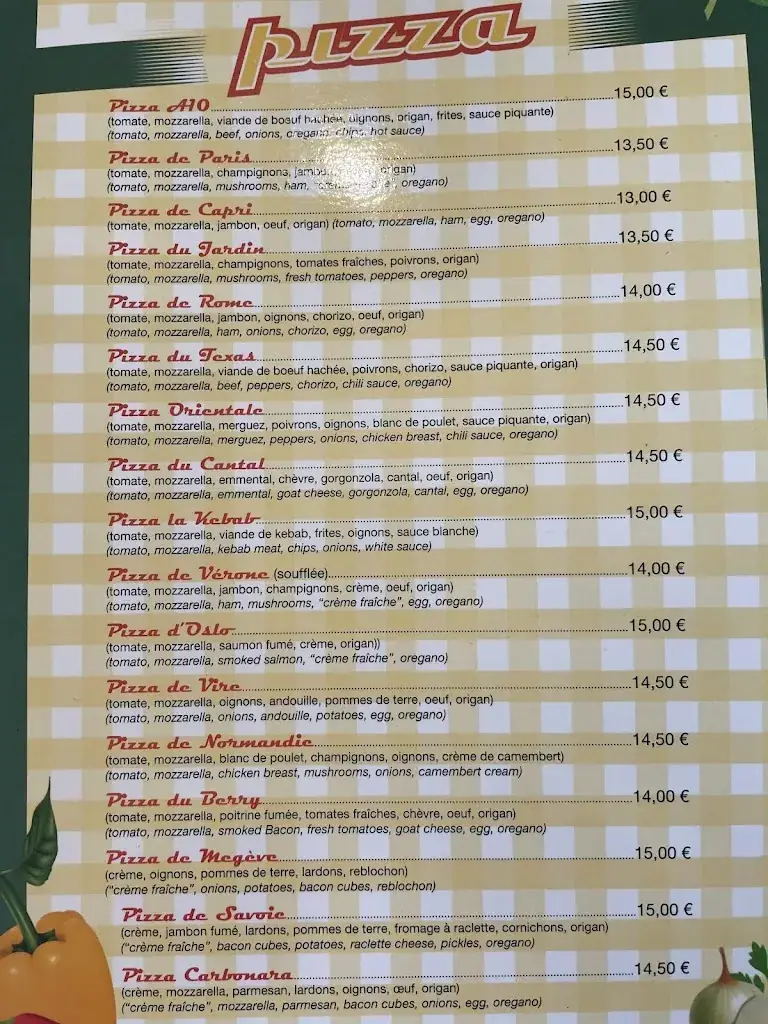 pizza
Pizza A10 15,00 €
(tomate, mozzarella, viande de boeuf hachée, oignons, origan, frites, sauce piquante)
(tomato, mozzarella, beef, onions, oregano, chips, hot sauce)
Pizza de Paris 13,50 €
(tomate, mozzarella, champignons, origan)
(tomato, mozzarella, mushrooms, ham, oregano)
Pizza de Capri 13,00 €
(tomate, mozzarella, jambon, oeuf, origan) (tomato, mozzarella, ham, egg, oregano)
Pizza du Jardin 13,50 €
(tomate, mozzarella, champignons, tomates fraîches, poivrons, origan)
(tomato, mozzarella, mushrooms, fresh tomatoes, peppers, oregano)
Pizza de Rome 14,00 €
(tomate, mozzarella, jambon, oignons, chorizo, oeuf, origan)
(tomato, mozzarella, ham, onions, chorizo, egg, oregano)
Pizza du Texas 14,50 €
(tomate, mozzarella, viande de boeuf hachée, poivrons, chorizo, sauce piquante, origan)
(tomato, mozzarella, beef, peppers, chorizo, chili sauce, oregano)
Pizza Orientale 14,50 €
(tomate, mozzarella, merguez, poivrons, oignons, blanc de poulet, sauce piquante, origan)
(tomato, mozzarella, merguez, peppers, onions, chicken breast, chili sauce, oregano)
Pizza du Cantal 14,50 €
(tomate, mozzarella, emmental, chèvre, gorgonzola, cantal, oeuf, origan)
(tomato, mozzarella, emmental, goat cheese, gorgonzola, cantal, egg, oregano)
Pizza la Kebab 15,00 €
(tomate, mozzarella, viande de kebab, frites, oignons, sauce blanche)
(tomato, mozzarella, kebab meat, chips, onions, white sauce)
Pizza de Vérone (soufflée) 14,00 €
(tomate, mozzarella, jambon, champignons, crème, oeuf, origan)
(tomato, mozzarella, ham, mushrooms, "crème fraîche", egg, oregano)
Pizza d'Oslo 15,00 €
(tomate, mozzarella, saumon fumé, crème, origan))
(tomato, mozzarella, smoked salmon, "crème fraîche", oregano)
Pizza de Vire 14,50 €
(tomate, mozzarella, oignons, andouille, pommes de terre, oeuf, origan)
(tomato, mozzarella, onions, andouille, potatoes, egg, oregano)
Pizza de Normandie 14,50 €
(tomate, mozzarella, blanc de poulet, champignons, oignons, crème de camembert)
(tomato, mozzarella, chicken breast, mushrooms, onions, camembert cream)
Pizza du Berry 14,00 €
(tomate, mozzarella, poitrine fumée, tomates fraîches, chèvre, oeuf, origan)
(tomato, mozzarella, smoked Bacon, fresh tomatoes, goat cheese, egg, oregano)
Pizza de Megève 15,00 €
(crème, oignons, pommes de terre, lardons, reblochon)
("crème fraîche", onions, potatoes, bacon cubes, reblochon)
Pizza de Savoie 15,00 €
(crème, jambon fumé, lardons, pommes de terre, fromage à raclette, cornichons, origan)
("crème fraîche", bacon cubes, potatoes, raclette cheese, pickles, oregano)
Pizza Carbonara 14,50 €
(crème, mozzarella, parmesan, lardons, oignons, œuf, origan)
("crème fraîche", mozzarella, parmesan, bacon cubes, onions, egg, oregano)